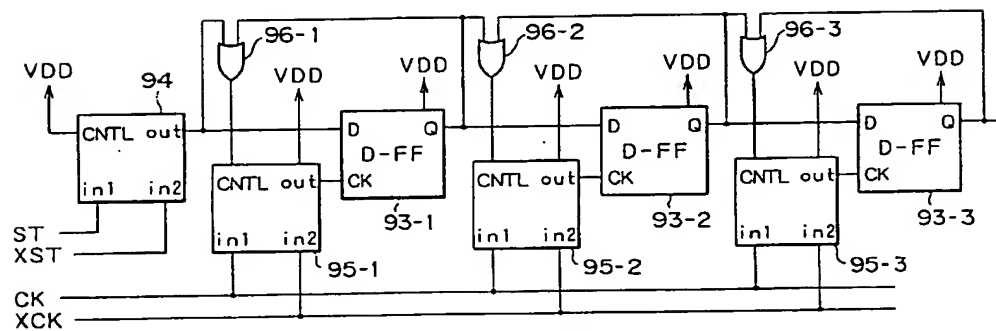 96-1
96-2
96-3
VDD
94
VDD
VDD
VDD
VDD
VDD
VDD
CNTL out
in1 in2
D Q
D-FF
CK
93-1
D Q
D-FF
CK
93-2
D Q
D-FF
CK
93-3
CNTL out
in1 in2
95-1
CNTL out
in1 in2
95-2
CNTL out
in1 in2
95-3
ST
XST
CK
XCK